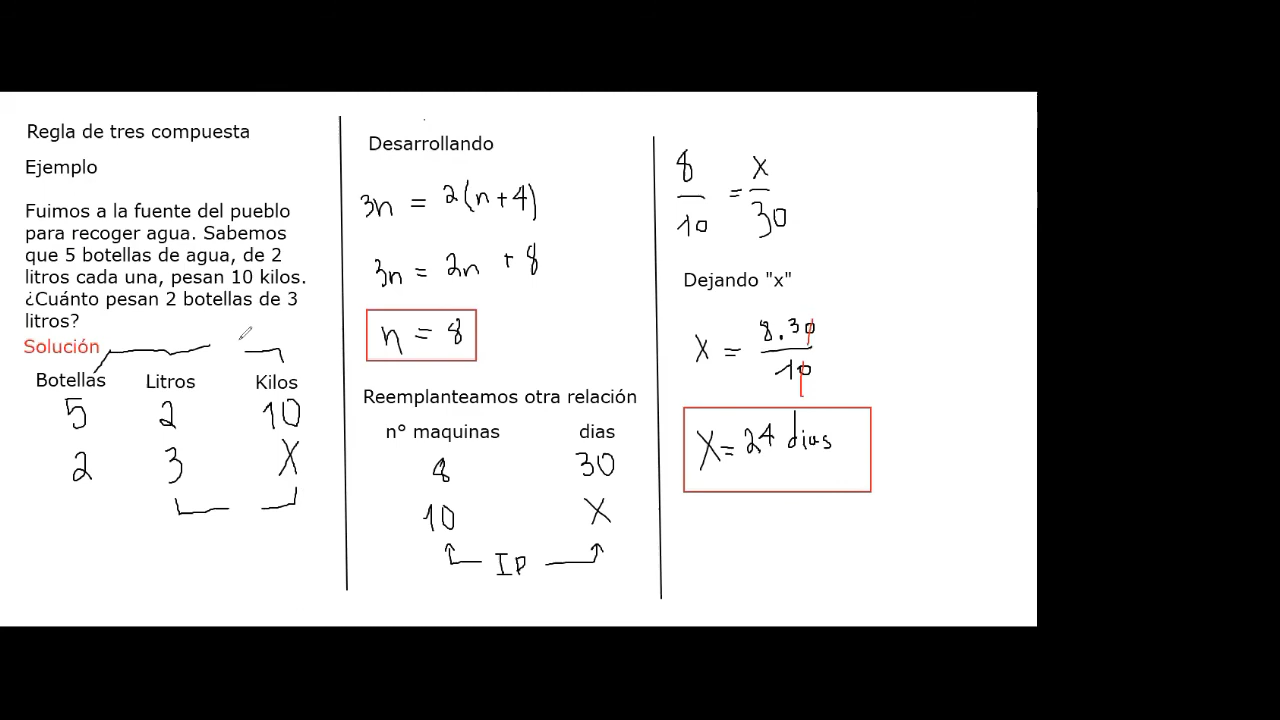 Regla de tres compuesta
Ejemplo
Fuimos a la fuente del pueblo
para recoger agua. Sabemos
que 5 botellas de agua, de 2
litros cada una, pesan 10 kilos.
¿Cuánto pesan 2 botellas de 3
litros?
Solución
Botellas Litros Kilos
5 2 10
2 3 X
Desarrollando
3n = 2(n+4)
3n = 2n + 8
n = 8
Reemplanteamos otra relación
n° maquinas dias
8 30
10 X
IP
8/10 = X/30
Dejando "x"
X = 8.30/10
X = 24 dias